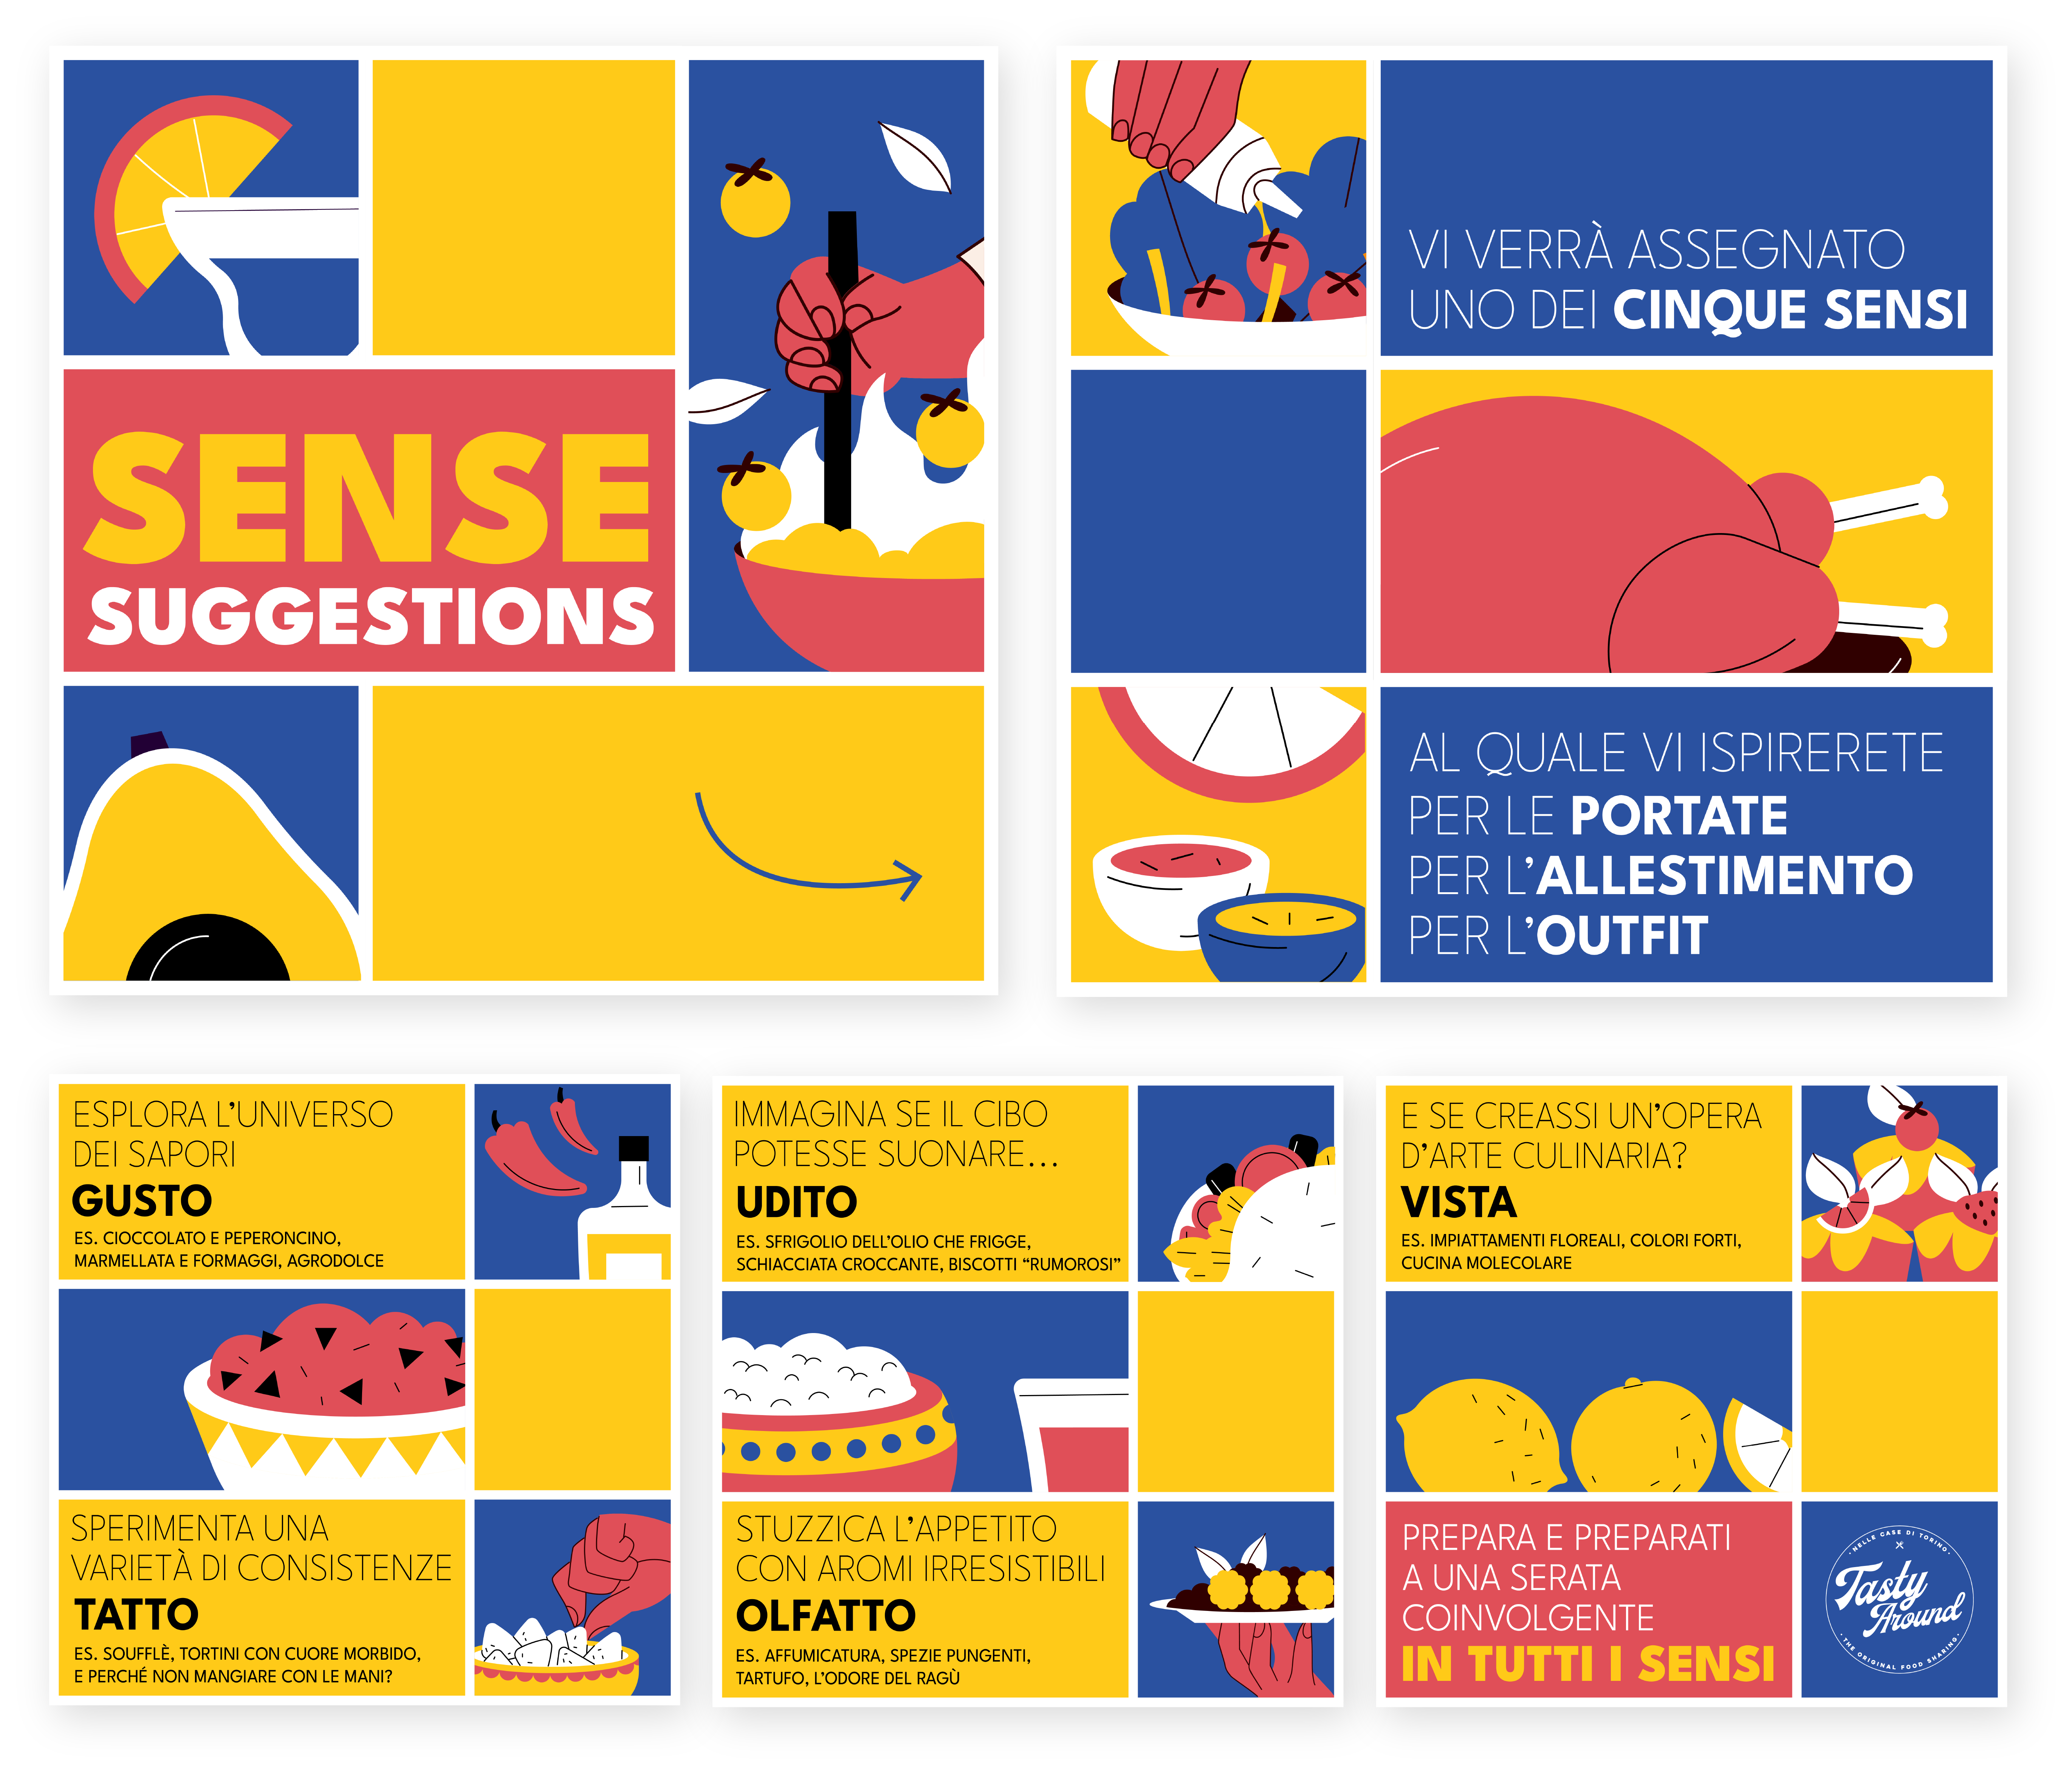 SENSE
SUGGESTIONS
VI VERRÀ ASSEGNATO
UNO DEI CINQUE SENSI
AL QUALE VI ISPIRERETE
PER LE PORTATE
PER L’ALLESTIMENTO
PER L’OUTFIT
ESPLORA L’UNIVERSO
DEI SAPORI
GUSTO
ES. CIOCCOLATO E PEPERONCINO,
MARMELLATA E FORMAGGI, AGRODOLCE
SPERIMENTA UNA
VARIETÀ DI CONSISTENZE
TATTO
ES. SOUFFLÈ, TORTINI CON CUORE MORBIDO,
E PERCHÉ NON MANGIARE CON LE MANI?
IMMAGINA SE IL CIBO
POTESSE SUONARE...
UDITO
ES. SFRIGOLIO DELL’OLIO CHE FRIGGE,
SCHIACCIATA CROCCANTE, BISCOTTI “RUMOROSI”
STUZZICA L’APPETITO
CON AROMI IRRESISTIBILI
OLFATTO
ES. AFFUMICATURA, SPEZIE PUNGENTI,
TARTUFO, L’ODORE DEL RAGÙ
E SE CREASSI UN’OPERA
D’ARTE CULINARIA?
VISTA
ES. IMPIATTAMENTI FLOREALI, COLORI FORTI,
CUCINA MOLECOLARE
PREPARA E PREPARATI
A UNA SERATA
COINVOLGENTE
IN TUTTI I SENSI
· NELLE CASE DI TORINO ·
Tasty
Around
· THE ORIGINAL FOOD SHARING ·